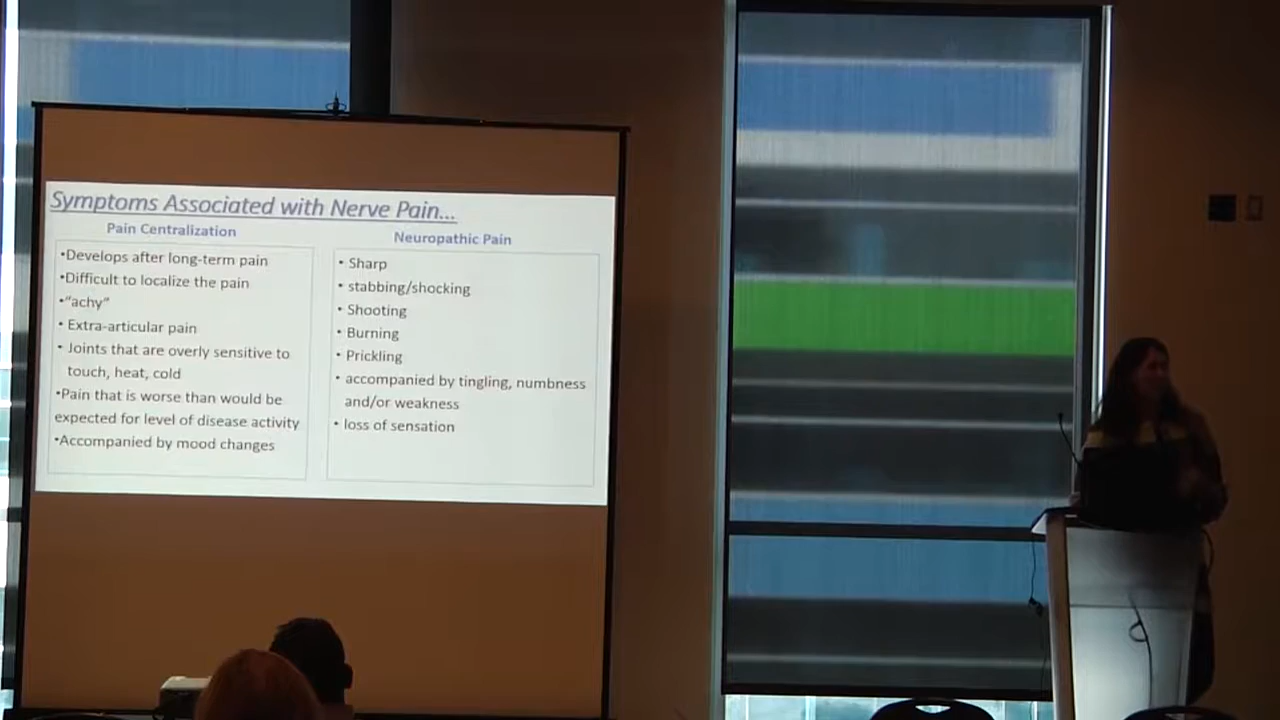 Symptoms Associated with Nerve Pain...
Pain Centralization
•Develops after long-term pain
•Difficult to localize the pain
•"achy"
• Extra-articular pain
• Joints that are overly sensitive to
touch, heat, cold
•Pain that is worse than would be
expected for level of disease activity
•Accompanied by mood changes
Neuropathic Pain
• Sharp
• stabbing/shocking
• Shooting
• Burning
• Prickling
• accompanied by tingling, numbness
and/or weakness
• loss of sensation